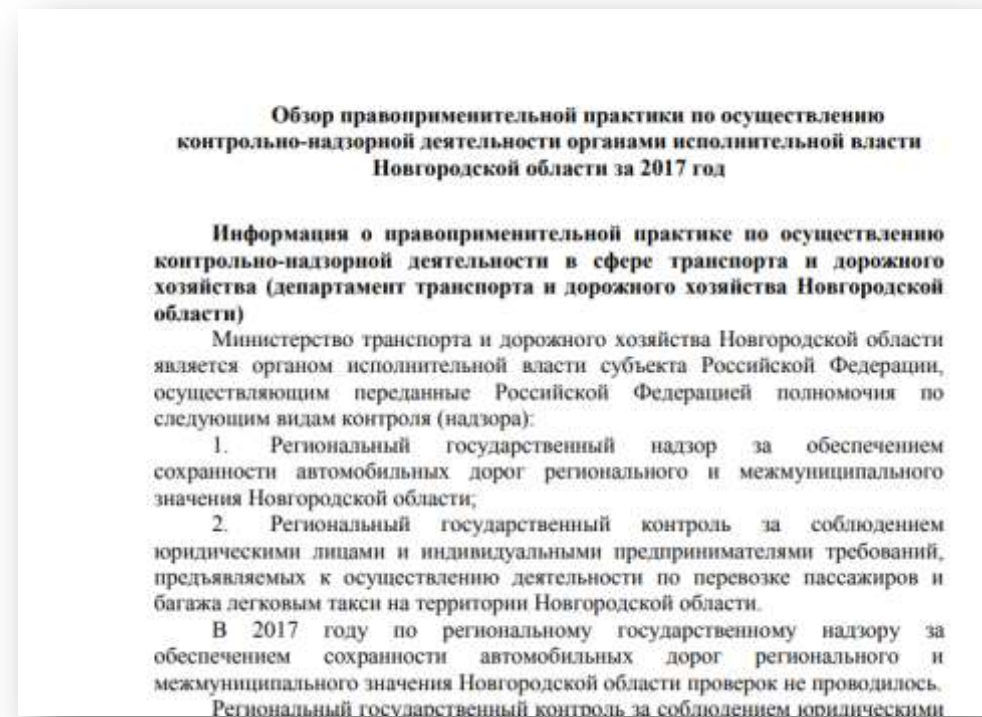 Обзор правоприменительной практики по осуществлению
контрольно-надзорной деятельности органами исполнительной власти
Новгородской области за 2017 год
Информация о правоприменительной практике по осуществлению
контрольно-надзорной деятельности в сфере транспорта и дорожного
хозяйства (департамент транспорта и дорожного хозяйства Новгородской
области)
Министерство транспорта и дорожного хозяйства Новгородской области
является органом исполнительной власти субъекта Российской Федерации,
осуществляющим переданные Российской Федерацией полномочия по
следующим видам контроля (надзора):
1. Региональный государственный надзор за обеспечением
сохранности автомобильных дорог регионального и межмуниципального
значения Новгородской области;
2. Региональный государственный контроль за соблюдением
юридическими лицами и индивидуальными предпринимателями требований,
предъявляемых к осуществлению деятельности по перевозке пассажиров и
багажа легковым такси на территории Новгородской области.
В 2017 году по региональному государственному надзору за
обеспечением сохранности автомобильных дорог регионального и
межмуниципального значения Новгородской области проверок не проводилось.
Региональный государственный контроль за соблюдением юридическими